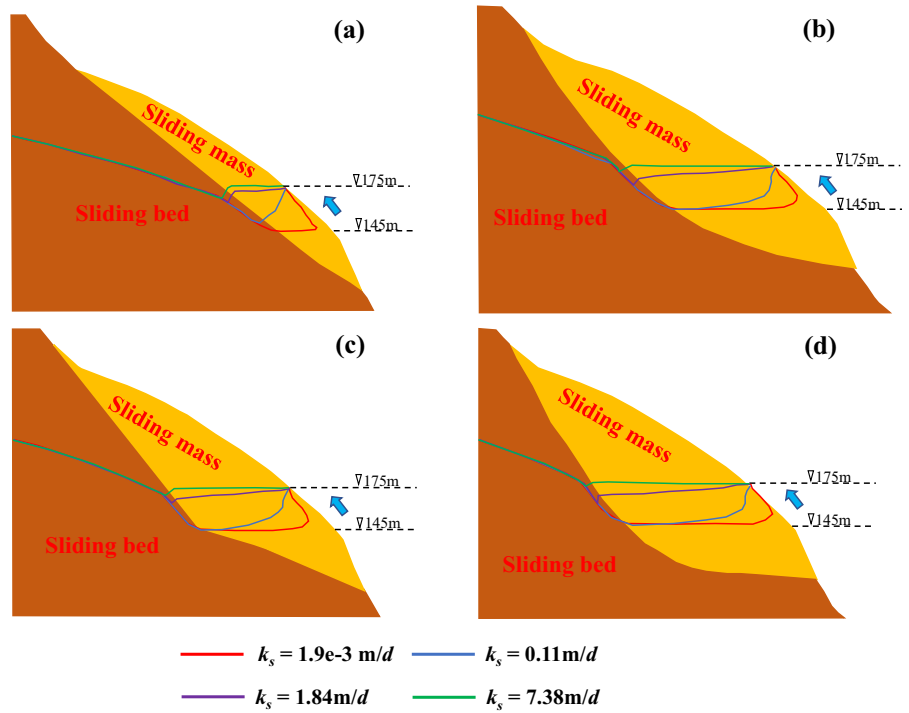 (a)
Sliding mass
Sliding bed
∇175m
∇145m
(b)
Sliding mass
Sliding bed
∇175m
∇145m
(c)
Sliding mass
Sliding bed
∇175m
∇145m
(d)
Sliding mass
Sliding bed
∇175m
∇145m
kₛ = 1.9e-3 m/d
kₛ = 0.11m/d
kₛ = 1.84m/d
kₛ = 7.38m/d